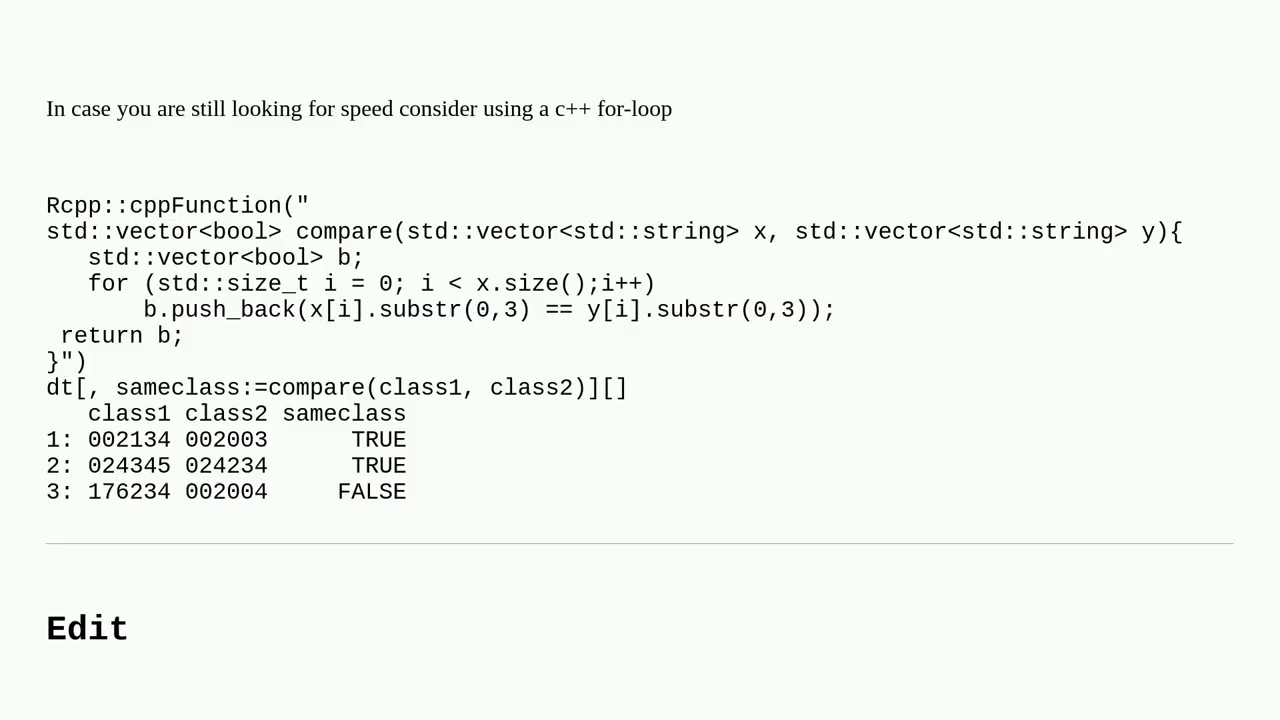 In case you are still looking for speed consider using a c++ for-loop
Rcpp::cppFunction("
std::vector<bool> compare(std::vector<std::string> x, std::vector<std::string> y){
   std::vector<bool> b;
   for (std::size_t i = 0; i < x.size();i++)
       b.push_back(x[i].substr(0,3) == y[i].substr(0,3));
 return b;
}")
dt[, sameclass:=compare(class1, class2)][]
   class1 class2 sameclass
1: 002134 002003      TRUE
2: 024345 024234      TRUE
3: 176234 002004     FALSE
Edit